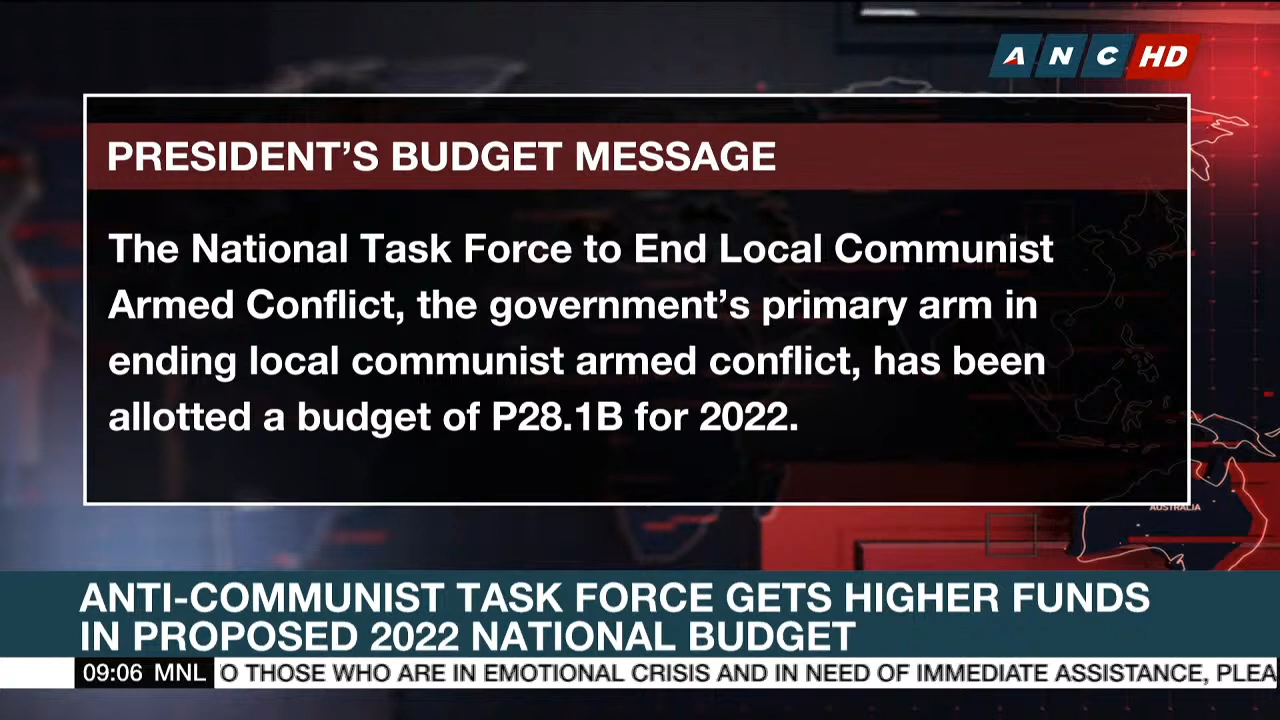 ANC HD
PRESIDENT'S BUDGET MESSAGE
The National Task Force to End Local Communist
Armed Conflict, the government's primary arm in
ending local communist armed conflict, has been
allotted a budget of P28.1B for 2022.
AUSTRALIA
ANTI-COMMUNIST TASK FORCE GETS HIGHER FUNDS
IN PROPOSED 2022 NATIONAL BUDGET
09:06 MNL O THOSE WHO ARE IN EMOTIONAL CRISIS AND IN NEED OF IMMEDIATE ASSISTANCE, PLEA